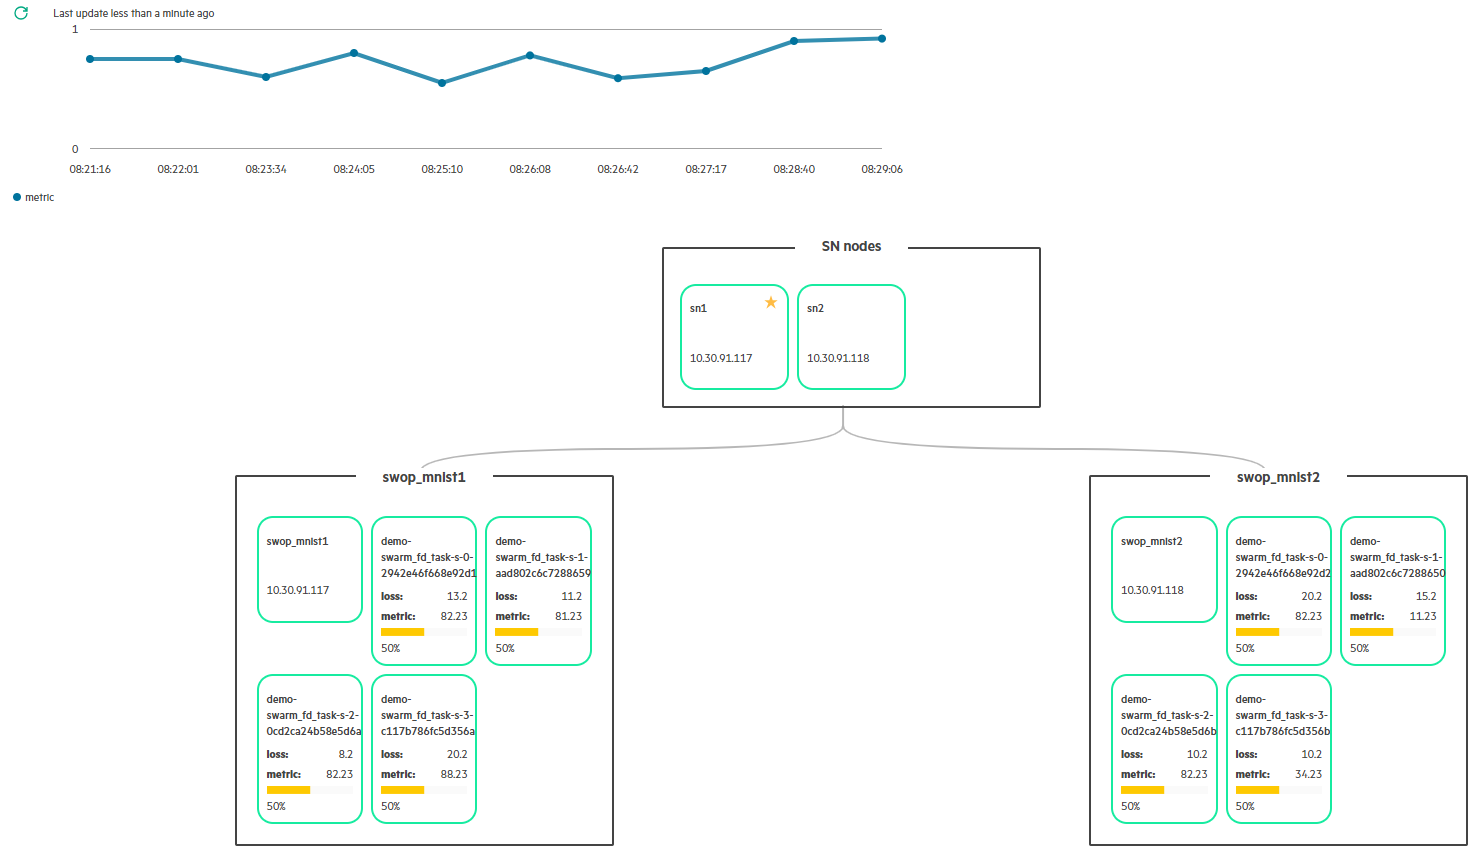 Last update less than a minute ago
1
0
08:21:16 08:22:01 08:23:34 08:24:05 08:25:10 08:26:08 08:26:42 08:27:17 08:28:40 08:29:06
metric
SN nodes
sn1
10.30.91.117
sn2
10.30.91.118
swop_mnist1
swop_mnist1
10.30.91.117
demo-
swarm_fd_task-s-0-
2942e46f668e92d1
loss: 13.2
metric: 82.23
50%
demo-
swarm_fd_task-s-1-
aad802c6c7288659
loss: 11.2
metric: 81.23
50%
demo-
swarm_fd_task-s-2-
0cd2ca24b58e5d6a
loss: 8.2
metric: 82.23
50%
demo-
swarm_fd_task-s-3-
c117b786fc5d356a
loss: 20.2
metric: 88.23
50%
swop_mnist2
swop_mnist2
10.30.91.118
demo-
swarm_fd_task-s-0-
2942e46f668e92d2
loss: 20.2
metric: 82.23
50%
demo-
swarm_fd_task-s-1-
aad802c6c7288650
loss: 15.2
metric: 11.23
50%
demo-
swarm_fd_task-s-2-
0cd2ca24b58e5d6b
loss: 10.2
metric: 82.23
50%
demo-
swarm_fd_task-s-3-
c117b786fc5d356b
loss: 10.2
metric: 34.23
50%